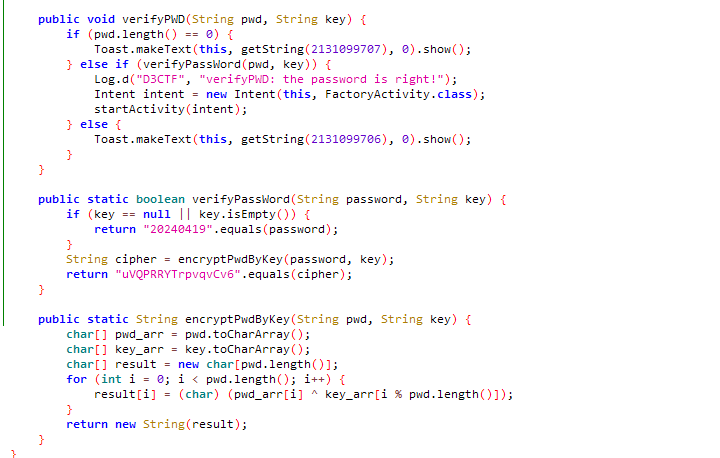 public void verifyPWD(String pwd, String key) {
if (pwd.length() == 0) {
Toast.makeText(this, getString(2131099707), 0).show();
} else if (verifyPassWord(pwd, key)) {
Log.d("D3CTF", "verifyPWD: the password is right!");
Intent intent = new Intent(this, FactoryActivity.class);
startActivity(intent);
} else {
Toast.makeText(this, getString(2131099706), 0).show();
}
}
public static boolean verifyPassWord(String password, String key) {
if (key == null || key.isEmpty()) {
return "20240419".equals(password);
}
String cipher = encryptPwdByKey(password, key);
return "uVQPRRYTrpvqvCv6".equals(cipher);
}
public static String encryptPwdByKey(String pwd, String key) {
char[] pwd_arr = pwd.toCharArray();
char[] key_arr = key.toCharArray();
char[] result = new char[pwd.length()];
for (int i = 0; i < pwd.length(); i++) {
result[i] = (char) (pwd_arr[i] ^ key_arr[i % pwd.length()]);
}
return new String(result);
}
}